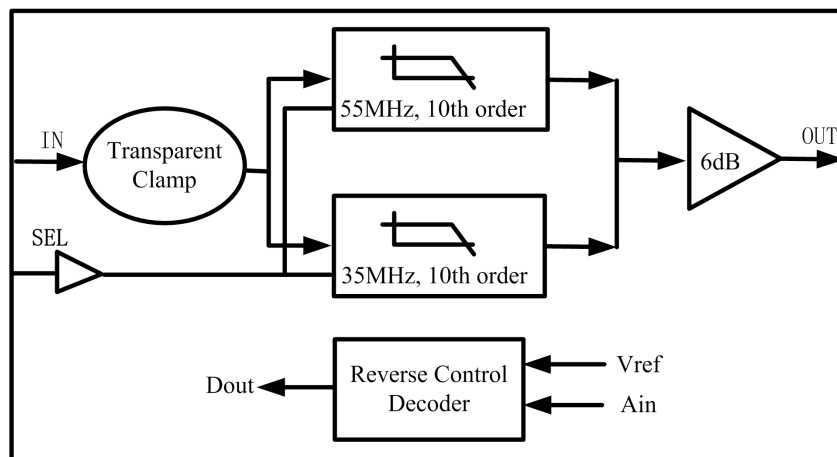 55MHz, 10th order
IN
Transparent
Clamp
6dB
OUT
SEL
35MHz, 10th order
Dout
Reverse Control
Decoder
Vref
Ain